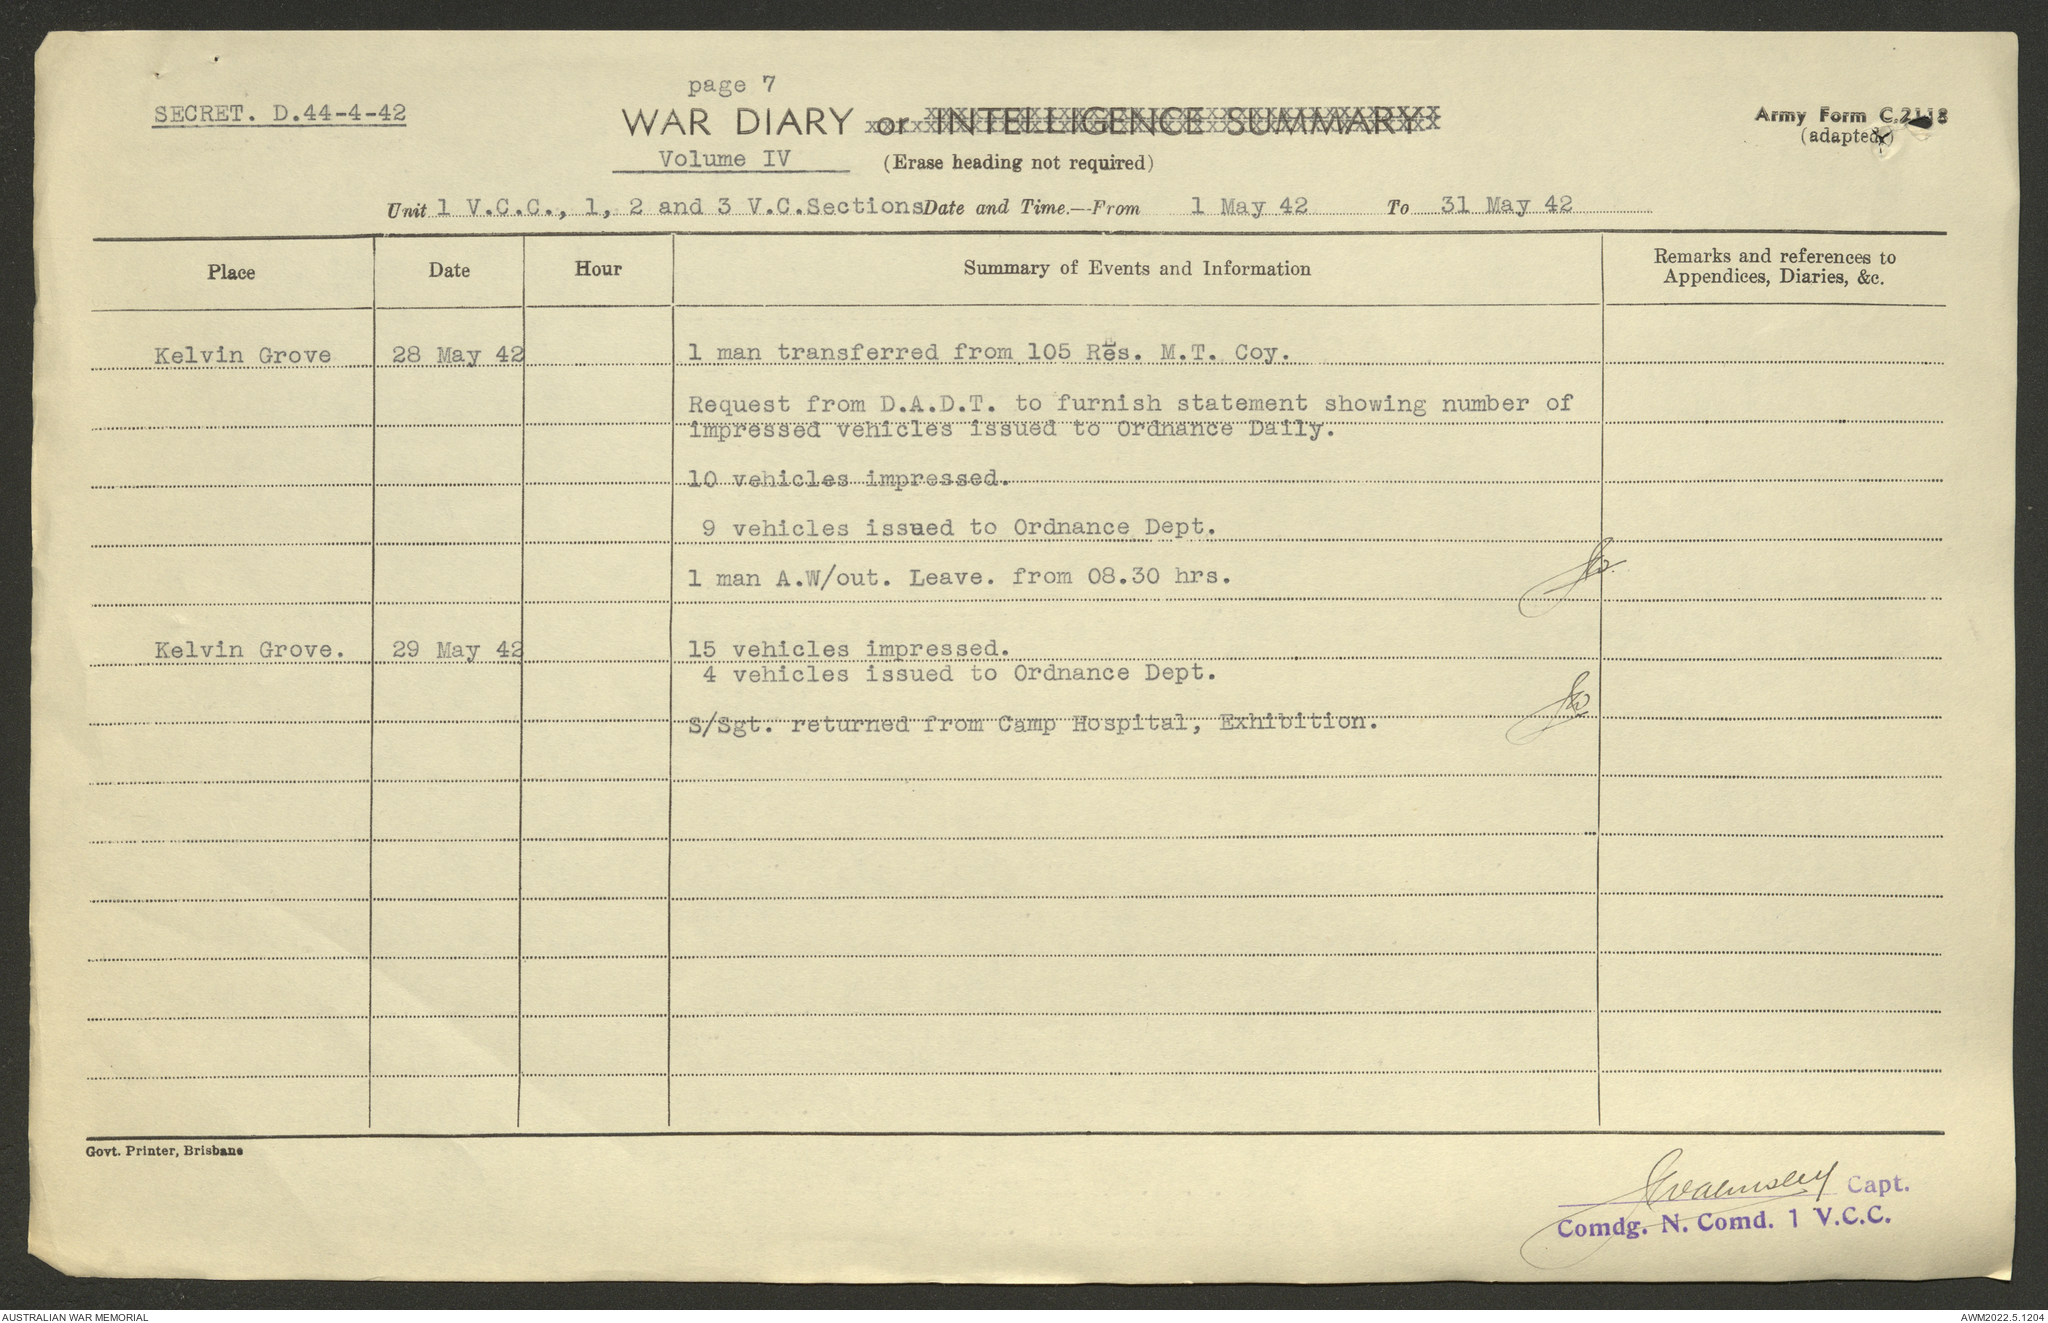 page 7
SECRET. D.44-4-42
WAR DIARY or INTELLIGENCE SUMMARY
Army Form C.2118
(adapted)
Volume IV
(Erase heading not required)
Unit 1 V.C.C., 1, 2 and 3 V.C.Sections Date and Time.—From 1 May 42 To 31 May 42
Place Date Hour Summary of Events and Information Remarks and references to
Appendices, Diaries, &c.
Kelvin Grove 28 May 42 1 man transferred from 105 Res. M.T. Coy.
Request from D.A.D.T. to furnish statement showing number of
impressed vehicles issued to Ordnance Daily.
10 vehicles impressed.
9 vehicles issued to Ordnance Dept.
1 man A.W/out. Leave. from 08.30 hrs.
Kelvin Grove. 29 May 42 15 vehicles impressed.
4 vehicles issued to Ordnance Dept.
S/Sgt. returned from Camp Hospital, Exhibition.
Govt. Printer, Brisbane
Capt.
Comdg. N. Comd. 1 V.C.C.
AUSTRALIAN WAR MEMORIAL
AWM2022.5.1204